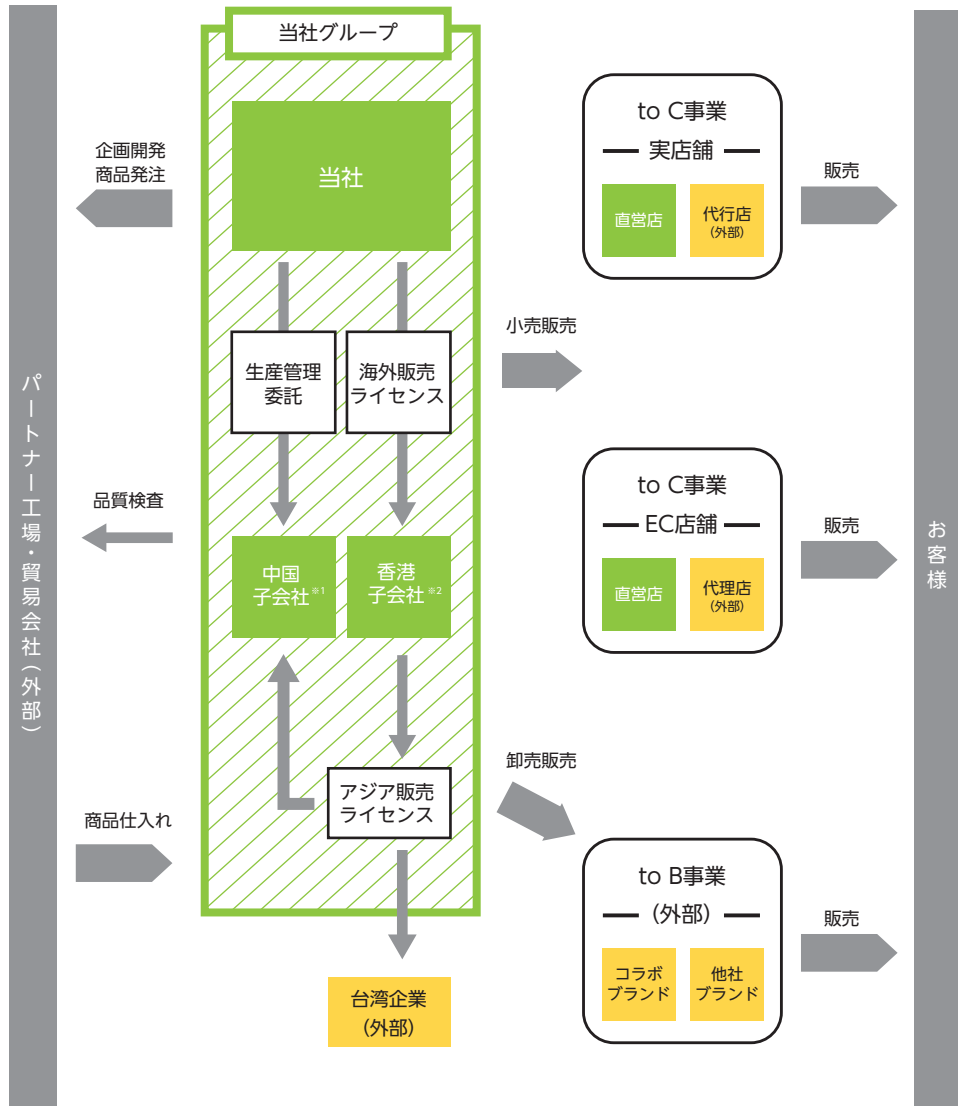 当社グループ
パートナー工場・貿易会社（外部）
企画開発
商品発注
品質検査
商品仕入れ
当社
生産管理
委託
海外販売
ライセンス
中国
子会社※1
香港
子会社※2
アジア販売
ライセンス
台湾企業
（外部）
小売販売
卸売販売
to C事業
実店舗
直営店
代行店
（外部）
販売
to C事業
EC店舗
直営店
代理店
（外部）
販売
to B事業
（外部）
コラボ
ブランド
他社
ブランド
販売
お客様